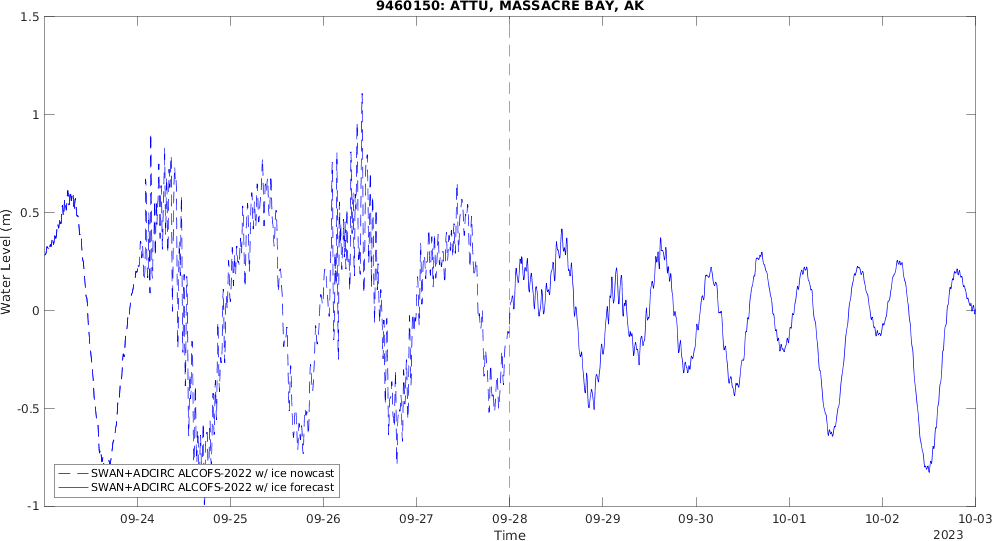 9460150: ATTU, MASSACRE BAY, AK
Water Level (m)
1.5
1
0.5
0
-0.5
-1
SWAN+ADCIRC ALCOFS-2022 w/ ice nowcast
SWAN+ADCIRC ALCOFS-2022 w/ ice forecast
09-24 09-25 09-26 09-27 09-28 09-29 09-30 10-01 10-02 10-03
Time
2023